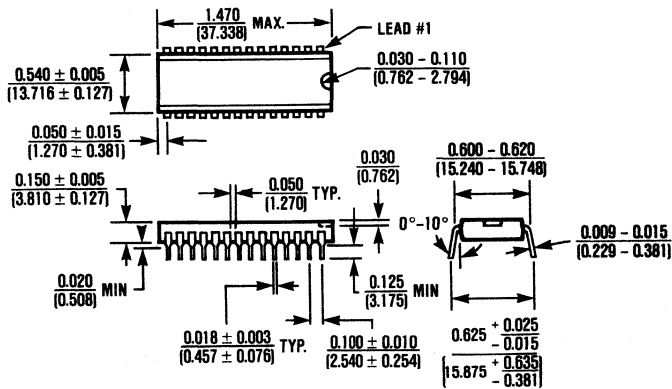 1.470
(37.338) MAX.
LEAD #1
0.030 – 0.110
(0.762 – 2.794)
0.540 ± 0.005
(13.716 ± 0.127)
0.050 ± 0.015
(1.270 ± 0.381)
0.030
(0.762)
0.600 – 0.620
(15.240 – 15.748)
0.150 ± 0.005
(3.810 ± 0.127)
0.050
(1.270) TYP.
0°–10°
0.009 – 0.015
(0.229 – 0.381)
0.020
(0.508) MIN
0.125
(3.175) MIN
0.018 ± 0.003
(0.457 ± 0.076) TYP.
0.100 ± 0.010
(2.540 ± 0.254)
0.625 + 0.025
– 0.015
(15.875 + 0.635
– 0.381)